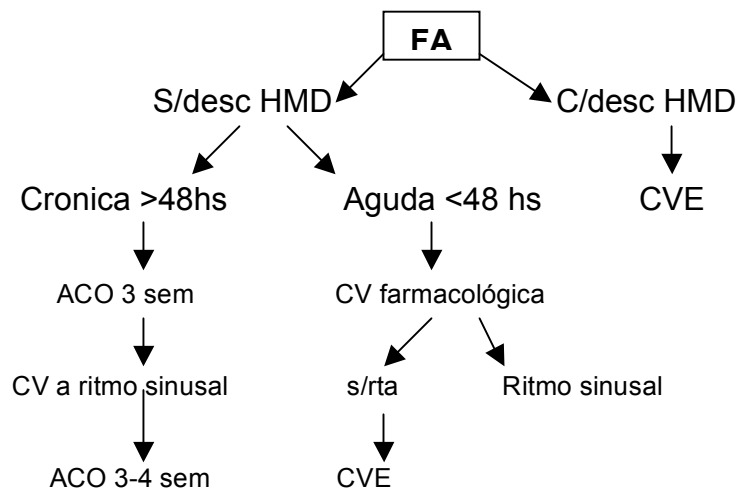 FA
S/desc HMD
C/desc HMD
Cronica >48hs
Aguda <48 hs
CVE
ACO 3 sem
CV farmacológica
CV a ritmo sinusal
s/rta
Ritmo sinusal
ACO 3-4 sem
CVE